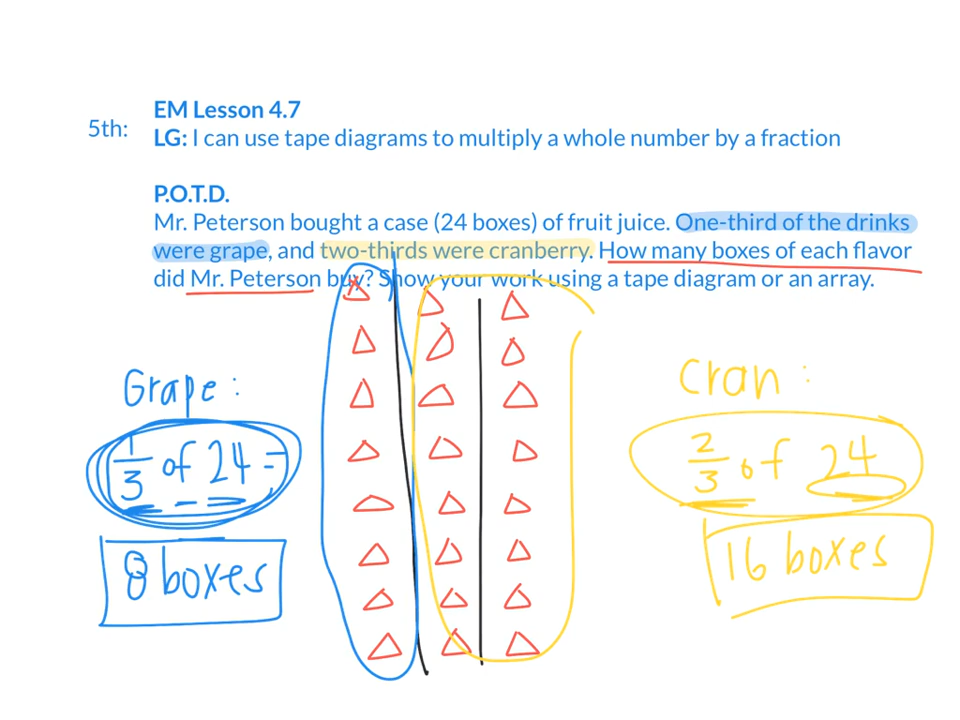 EM Lesson 4.7
5th:
LG: I can use tape diagrams to multiply a whole number by a fraction
P.O.T.D.
Mr. Peterson bought a case (24 boxes) of fruit juice. One-third of the drinks
were grape, and two-thirds were cranberry. How many boxes of each flavor
did Mr. Peterson buy? Show your work using a tape diagram or an array.
Grape:
1/3 of 24 =
8 boxes
Cran:
2/3 of 24
16 boxes